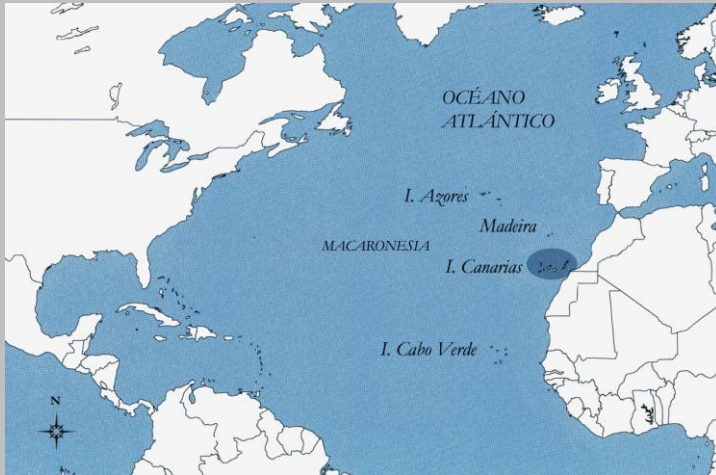 OCÉANO
ATLÁNTICO
I. Azores
Madeira
MACARONESIA
I. Canarias
I. Cabo Verde
N